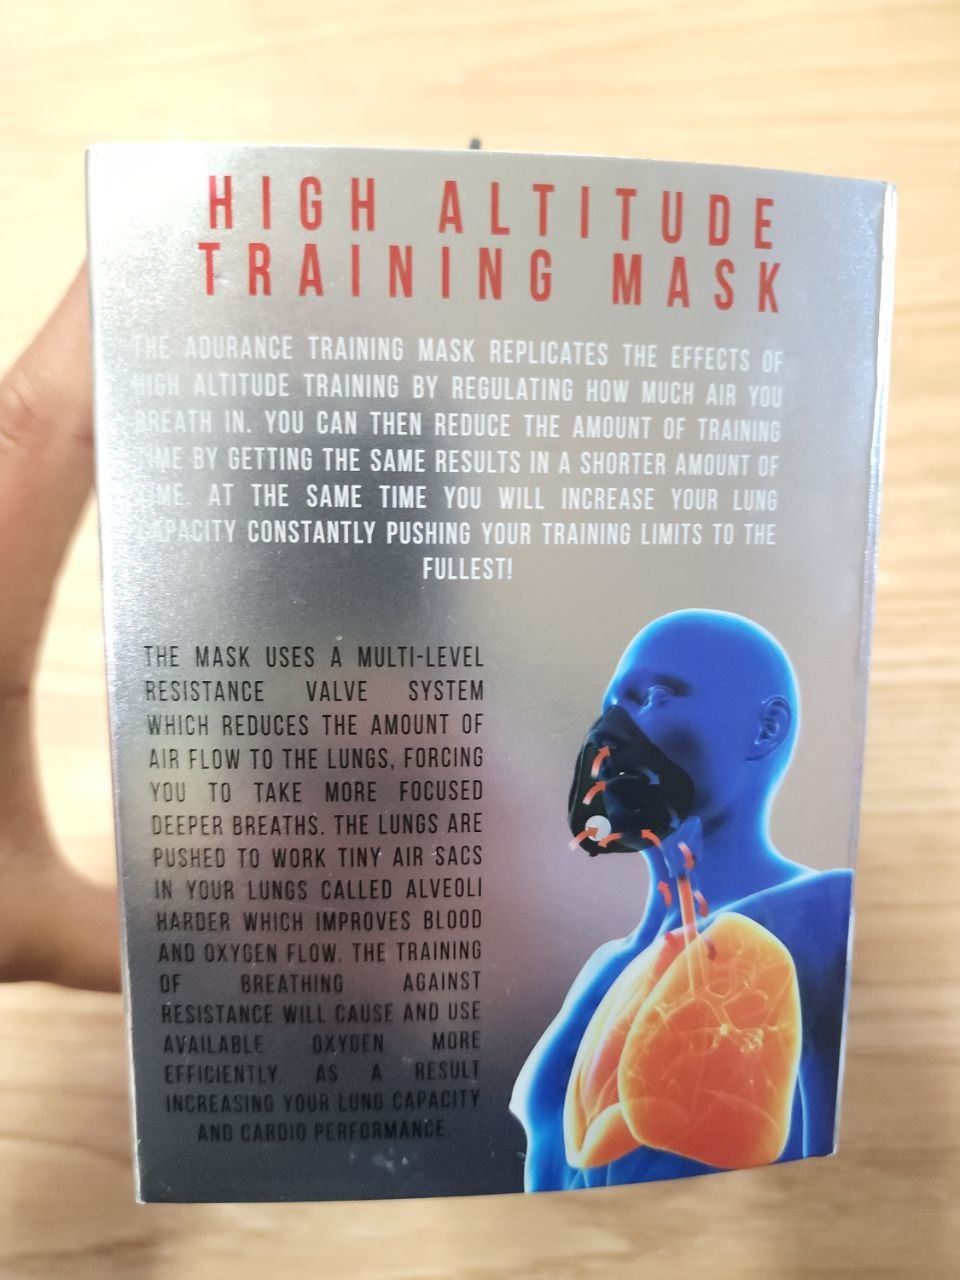 HIGH ALTITUDE
TRAINING MASK
THE ADURANCE TRAINING MASK REPLICATES THE EFFECTS OF
HIGH ALTITUDE TRAINING BY REGULATING HOW MUCH AIR YOU
BREATH IN. YOU CAN THEN REDUCE THE AMOUNT OF TRAINING
TIME BY GETTING THE SAME RESULTS IN A SHORTER AMOUNT OF
TIME. AT THE SAME TIME YOU WILL INCREASE YOUR LUNG
CAPACITY CONSTANTLY PUSHING YOUR TRAINING LIMITS TO THE
FULLEST!
THE MASK USES A MULTI-LEVEL
RESISTANCE VALVE SYSTEM
WHICH REDUCES THE AMOUNT OF
AIR FLOW TO THE LUNGS, FORCING
YOU TO TAKE MORE FOCUSED
DEEPER BREATHS. THE LUNGS ARE
PUSHED TO WORK TINY AIR SACS
IN YOUR LUNGS CALLED ALVEOLI
HARDER WHICH IMPROVES BLOOD
AND OXYGEN FLOW. THE TRAINING
OF BREATHING AGAINST
RESISTANCE WILL CAUSE AND USE
AVAILABLE OXYGEN MORE
EFFICIENTLY. AS A RESULT
INCREASING YOUR LUNG CAPACITY
AND CARDIO PERFORMANCE.